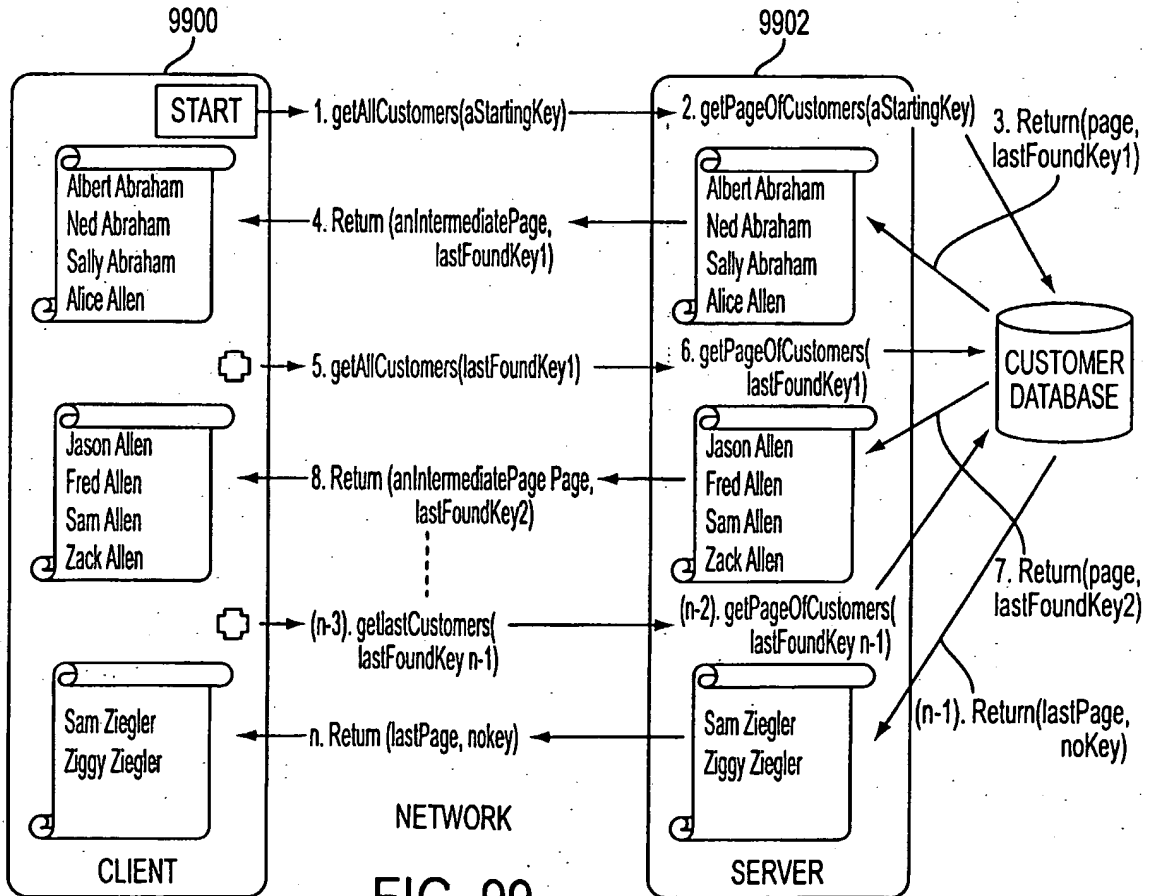 9900
9902
START
1. getAllCustomers(aStartingKey)
2. getPageOfCustomers(aStartingKey)
3. Return(page,
lastFoundKey1)
Albert Abraham
Ned Abraham
Sally Abraham
Alice Allen
4. Return (anIntermediatePage,
lastFoundKey1)
Albert Abraham
Ned Abraham
Sally Abraham
Alice Allen
5. getAllCustomers(lastFoundKey1)
6. getPageOfCustomers(
lastFoundKey1)
CUSTOMER
DATABASE
Jason Allen
Fred Allen
Sam Allen
Zack Allen
8. Return (anIntermediatePage Page,
lastFoundKey2)
Jason Allen
Fred Allen
Sam Allen
Zack Allen
7. Return(page,
lastFoundKey2)
(n-3). getlastCustomers(
lastFoundKey n-1)
(n-2). getPageOfCustomers(
lastFoundKey n-1)
Sam Ziegler
Ziggy Ziegler
n. Return (lastPage, nokey)
Sam Ziegler
Ziggy Ziegler
(n-1). Return(lastPage,
noKey)
NETWORK
CLIENT
SERVER
FIG. 99